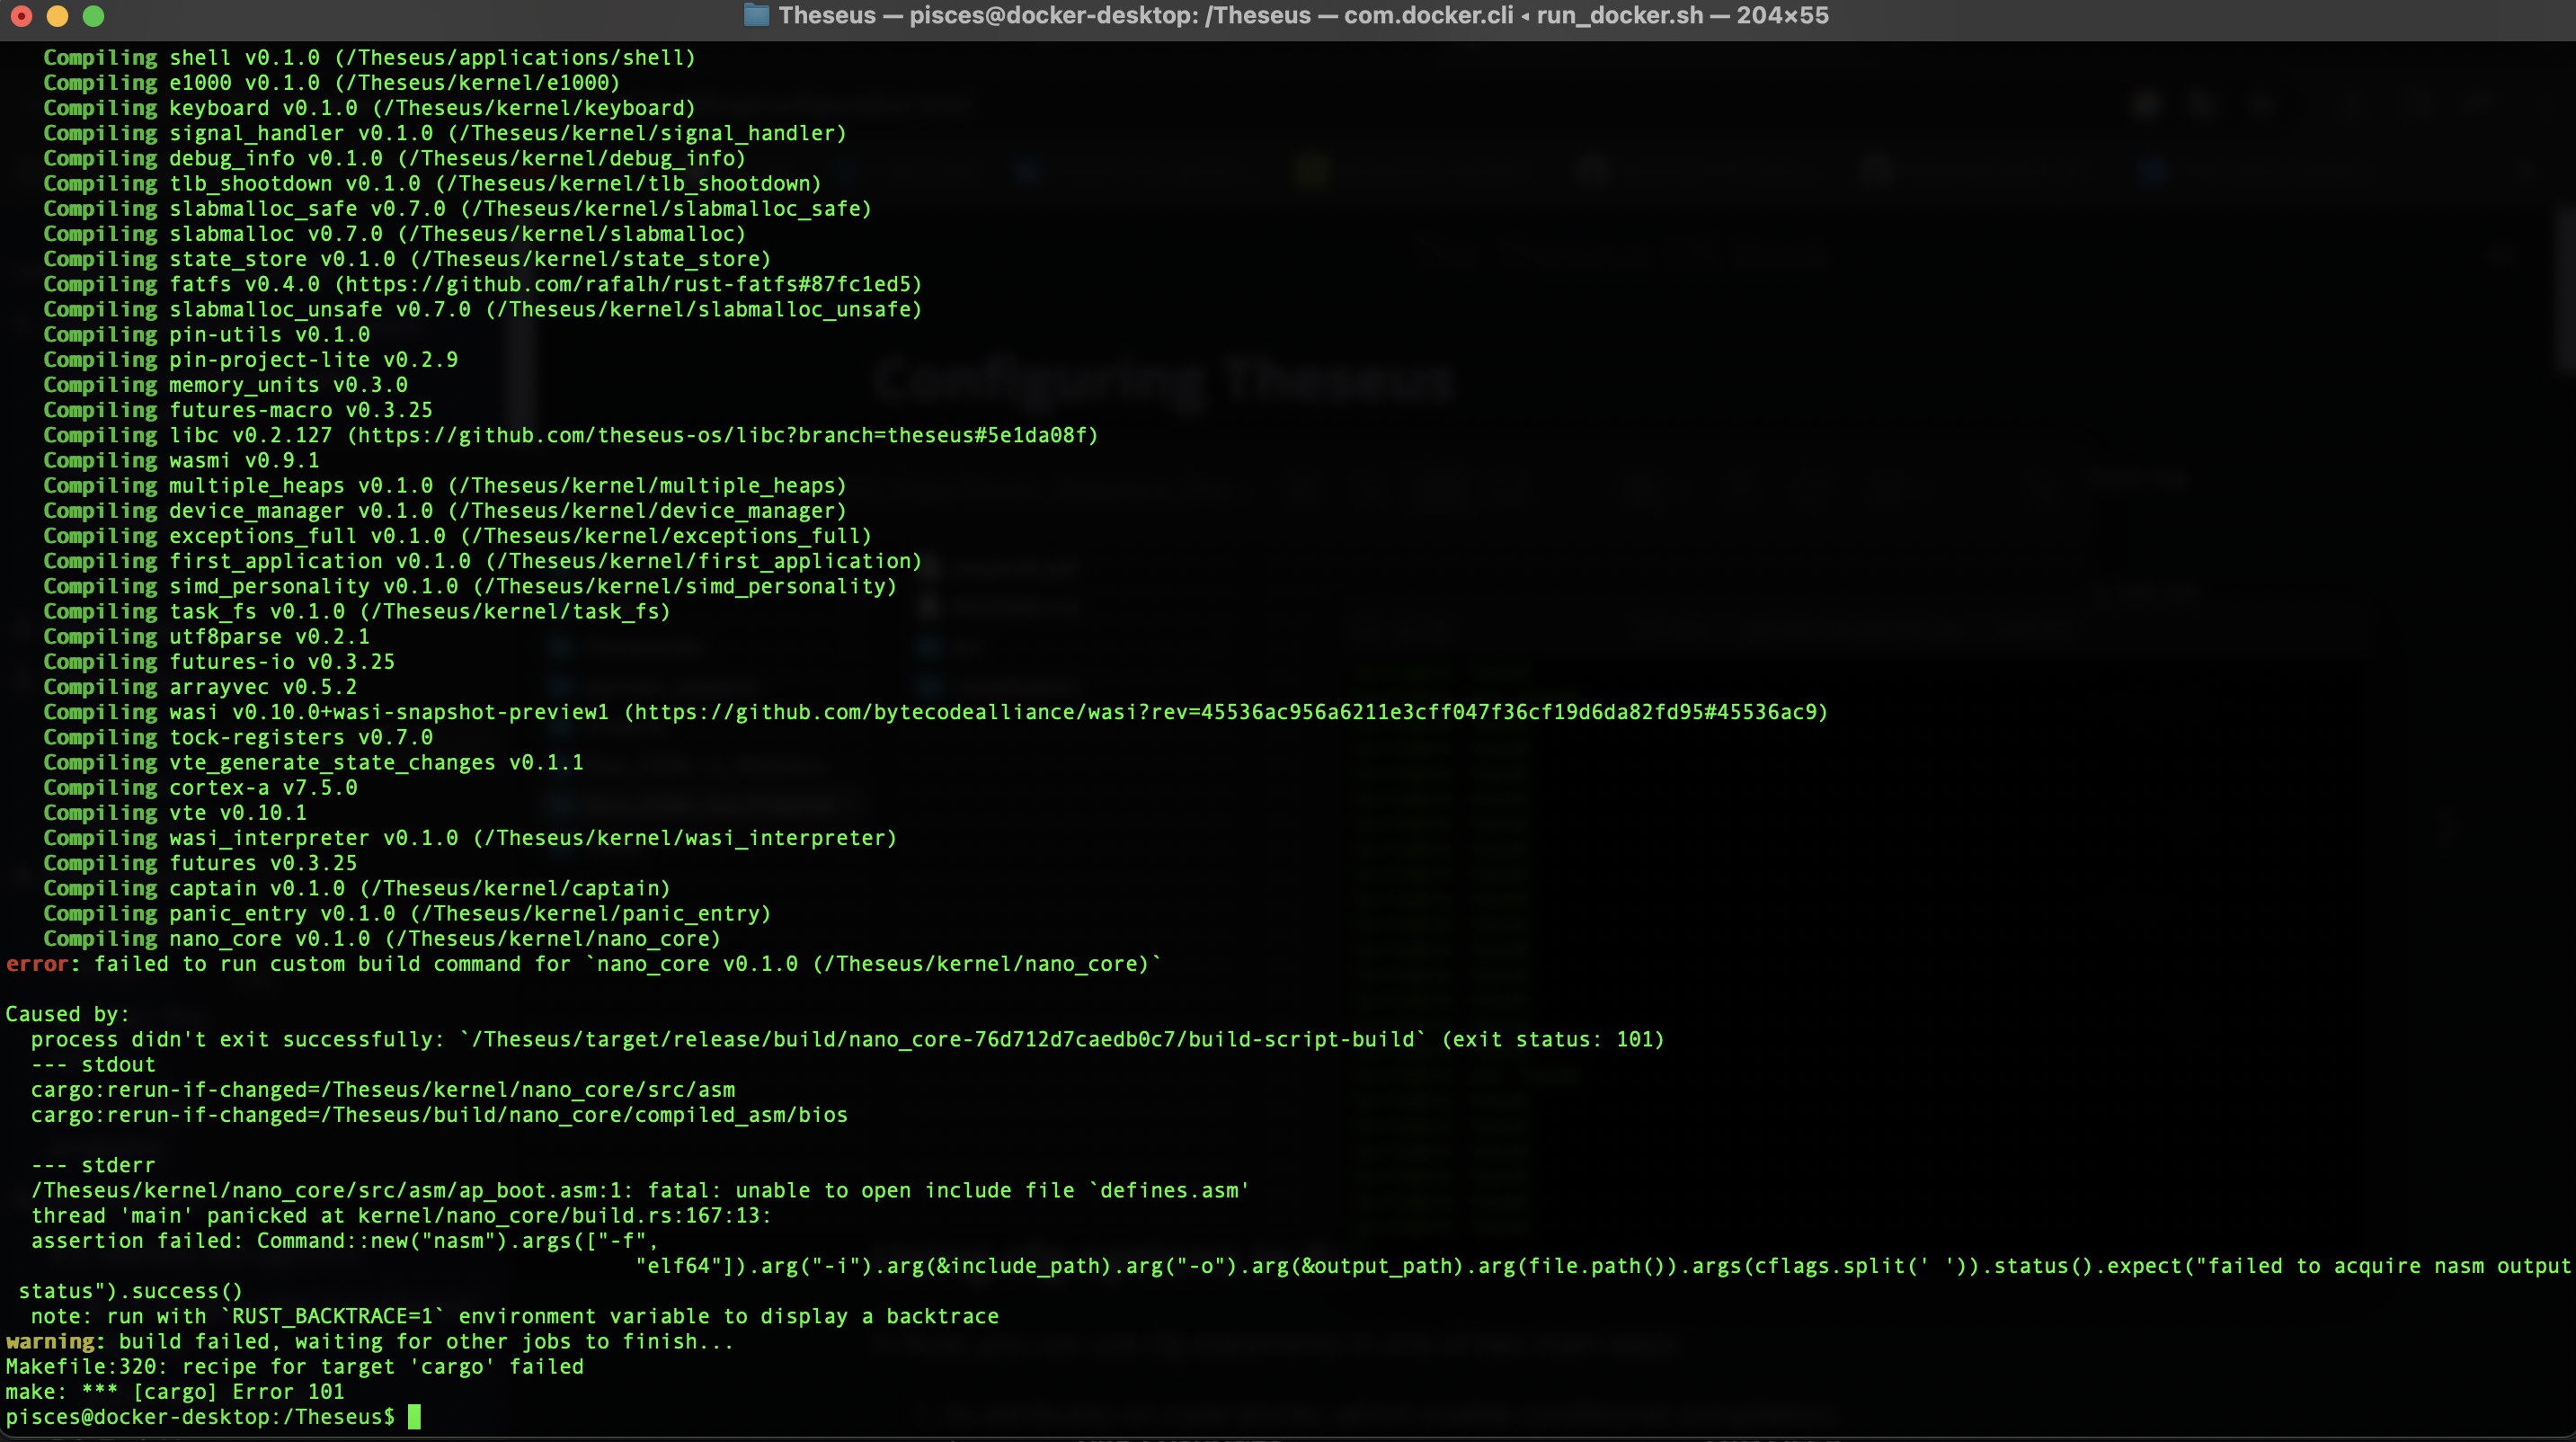 Theseus — pisces@docker-desktop: /Theseus — com.docker.cli ◂ run_docker.sh — 204×55
Compiling shell v0.1.0 (/Theseus/applications/shell)
Compiling e1000 v0.1.0 (/Theseus/kernel/e1000)
Compiling keyboard v0.1.0 (/Theseus/kernel/keyboard)
Compiling signal_handler v0.1.0 (/Theseus/kernel/signal_handler)
Compiling debug_info v0.1.0 (/Theseus/kernel/debug_info)
Compiling tlb_shootdown v0.1.0 (/Theseus/kernel/tlb_shootdown)
Compiling slabmalloc_safe v0.7.0 (/Theseus/kernel/slabmalloc_safe)
Compiling slabmalloc v0.7.0 (/Theseus/kernel/slabmalloc)
Compiling state_store v0.1.0 (/Theseus/kernel/state_store)
Compiling fatfs v0.4.0 (https://github.com/rafalh/rust-fatfs#87fc1ed5)
Compiling slabmalloc_unsafe v0.7.0 (/Theseus/kernel/slabmalloc_unsafe)
Compiling pin-utils v0.1.0
Compiling pin-project-lite v0.2.9
Compiling memory_units v0.3.0
Configuring Theseus
Compiling futures-macro v0.3.25
Compiling libc v0.2.127 (https://github.com/theseus-os/libc?branch=theseus#5e1da08f)
Compiling wasmi v0.9.1
Compiling multiple_heaps v0.1.0 (/Theseus/kernel/multiple_heaps)
Compiling device_manager v0.1.0 (/Theseus/kernel/device_manager)
Compiling exceptions_full v0.1.0 (/Theseus/kernel/exceptions_full)
Compiling first_application v0.1.0 (/Theseus/kernel/first_application)
Compiling simd_personality v0.1.0 (/Theseus/kernel/simd_personality)
Compiling task_fs v0.1.0 (/Theseus/kernel/task_fs)
Compiling utf8parse v0.2.1
Compiling futures-io v0.3.25
Compiling arrayvec v0.5.2
Compiling wasi v0.10.0+wasi-snapshot-preview1 (https://github.com/bytecodealliance/wasi?rev=45536ac956a6211e3cff047f36cf19d6da82fd95#45536ac9)
Compiling tock-registers v0.7.0
Compiling vte_generate_state_changes v0.1.1
Compiling cortex-a v7.5.0
Compiling vte v0.10.1
Compiling wasi_interpreter v0.1.0 (/Theseus/kernel/wasi_interpreter)
Compiling futures v0.3.25
Compiling captain v0.1.0 (/Theseus/kernel/captain)
Compiling panic_entry v0.1.0 (/Theseus/kernel/panic_entry)
Compiling nano_core v0.1.0 (/Theseus/kernel/nano_core)
error: failed to run custom build command for `nano_core v0.1.0 (/Theseus/kernel/nano_core)`
Caused by:
process didn't exit successfully: `/Theseus/target/release/build/nano_core-76d712d7caedb0c7/build-script-build` (exit status: 101)
--- stdout
cargo:rerun-if-changed=/Theseus/kernel/nano_core/src/asm
cargo:rerun-if-changed=/Theseus/build/nano_core/compiled_asm/bios
--- stderr
/Theseus/kernel/nano_core/src/asm/ap_boot.asm:1: fatal: unable to open include file `defines.asm'
thread 'main' panicked at kernel/nano_core/build.rs:167:13:
assertion failed: Command::new("nasm").args(["-f",
"elf64"]).arg("-i").arg(&include_path).arg("-o").arg(&output_path).arg(file.path()).args(cflags.split(' ')).status().expect("failed to acquire nasm output
status").success()
note: run with `RUST_BACKTRACE=1` environment variable to display a backtrace
warning: build failed, waiting for other jobs to finish...
Makefile:320: recipe for target 'cargo' failed
make: *** [cargo] Error 101
pisces@docker-desktop:/Theseus$